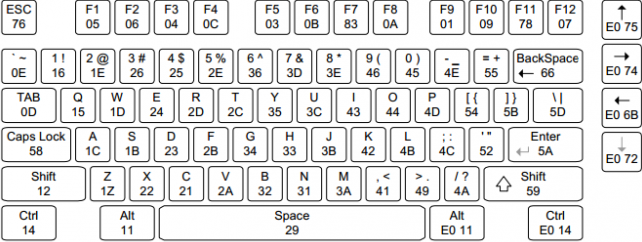 ESC F1 F2 F3 F4 F5 F6 F7 F8 F9 F10 F11 F12 ↑
76 05 06 04 0C 03 0B 83 0A 01 09 78 07 E0 75
` ~ 1 ! 2 @ 3 # 4 $ 5 % 6 ^ 7 & 8 * 9 ( 0 ) - _ = + BackSpace →
0E 16 1E 26 25 2E 36 3D 3E 46 45 4E 55 ← 66 E0 74
TAB Q W E R T Y U I O P [ { ] } \ | ←
0D 15 1D 24 2D 2C 35 3C 43 44 4D 54 5B 5D E0 6B
Caps Lock A S D F G H J K L ; : ' " Enter ↓
58 1C 1B 23 2B 34 33 3B 42 4B 4C 52 ↵ 5A E0 72
Shift Z X C V B N M , < > . / ? ⇧ Shift
12 1Z 22 21 2A 32 31 3A 41 49 4A 59
Ctrl Alt Space Alt Ctrl
14 11 29 E0 11 E0 14